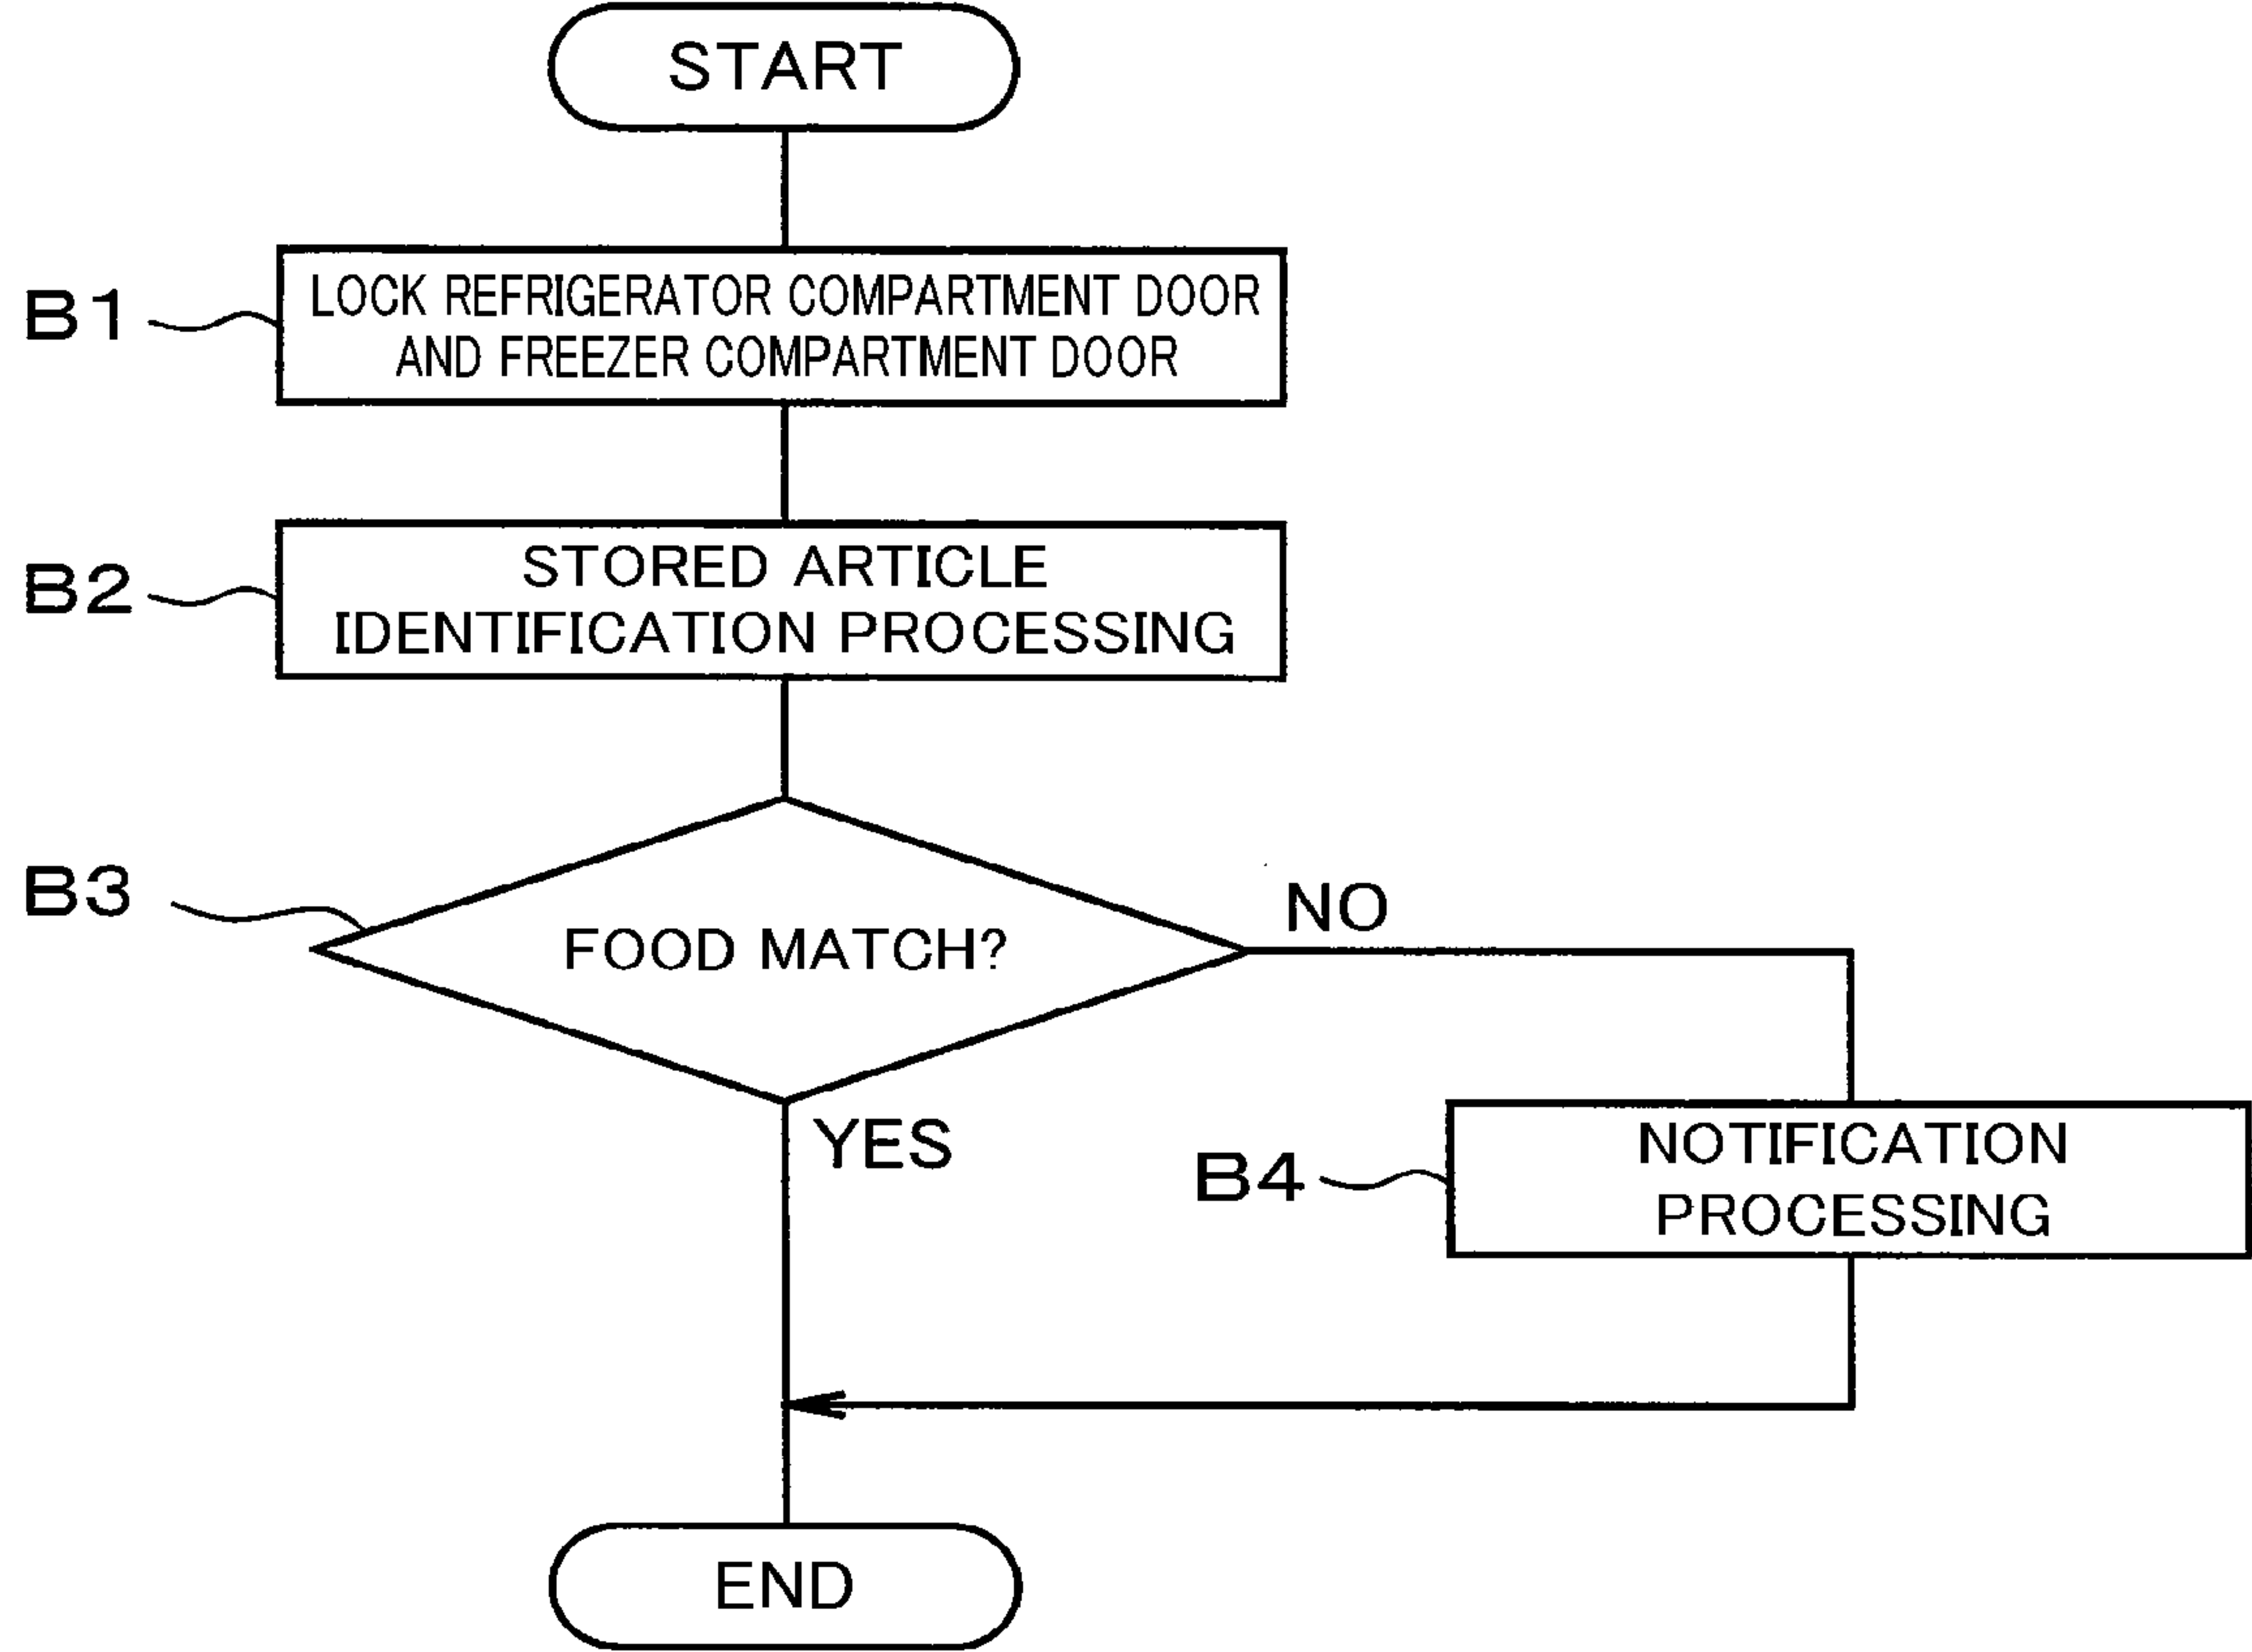 START
B1
LOCK REFRIGERATOR COMPARTMENT DOOR
AND FREEZER COMPARTMENT DOOR
B2
STORED ARTICLE
IDENTIFICATION PROCESSING
B3
FOOD MATCH?
NO
YES
B4
NOTIFICATION
PROCESSING
END